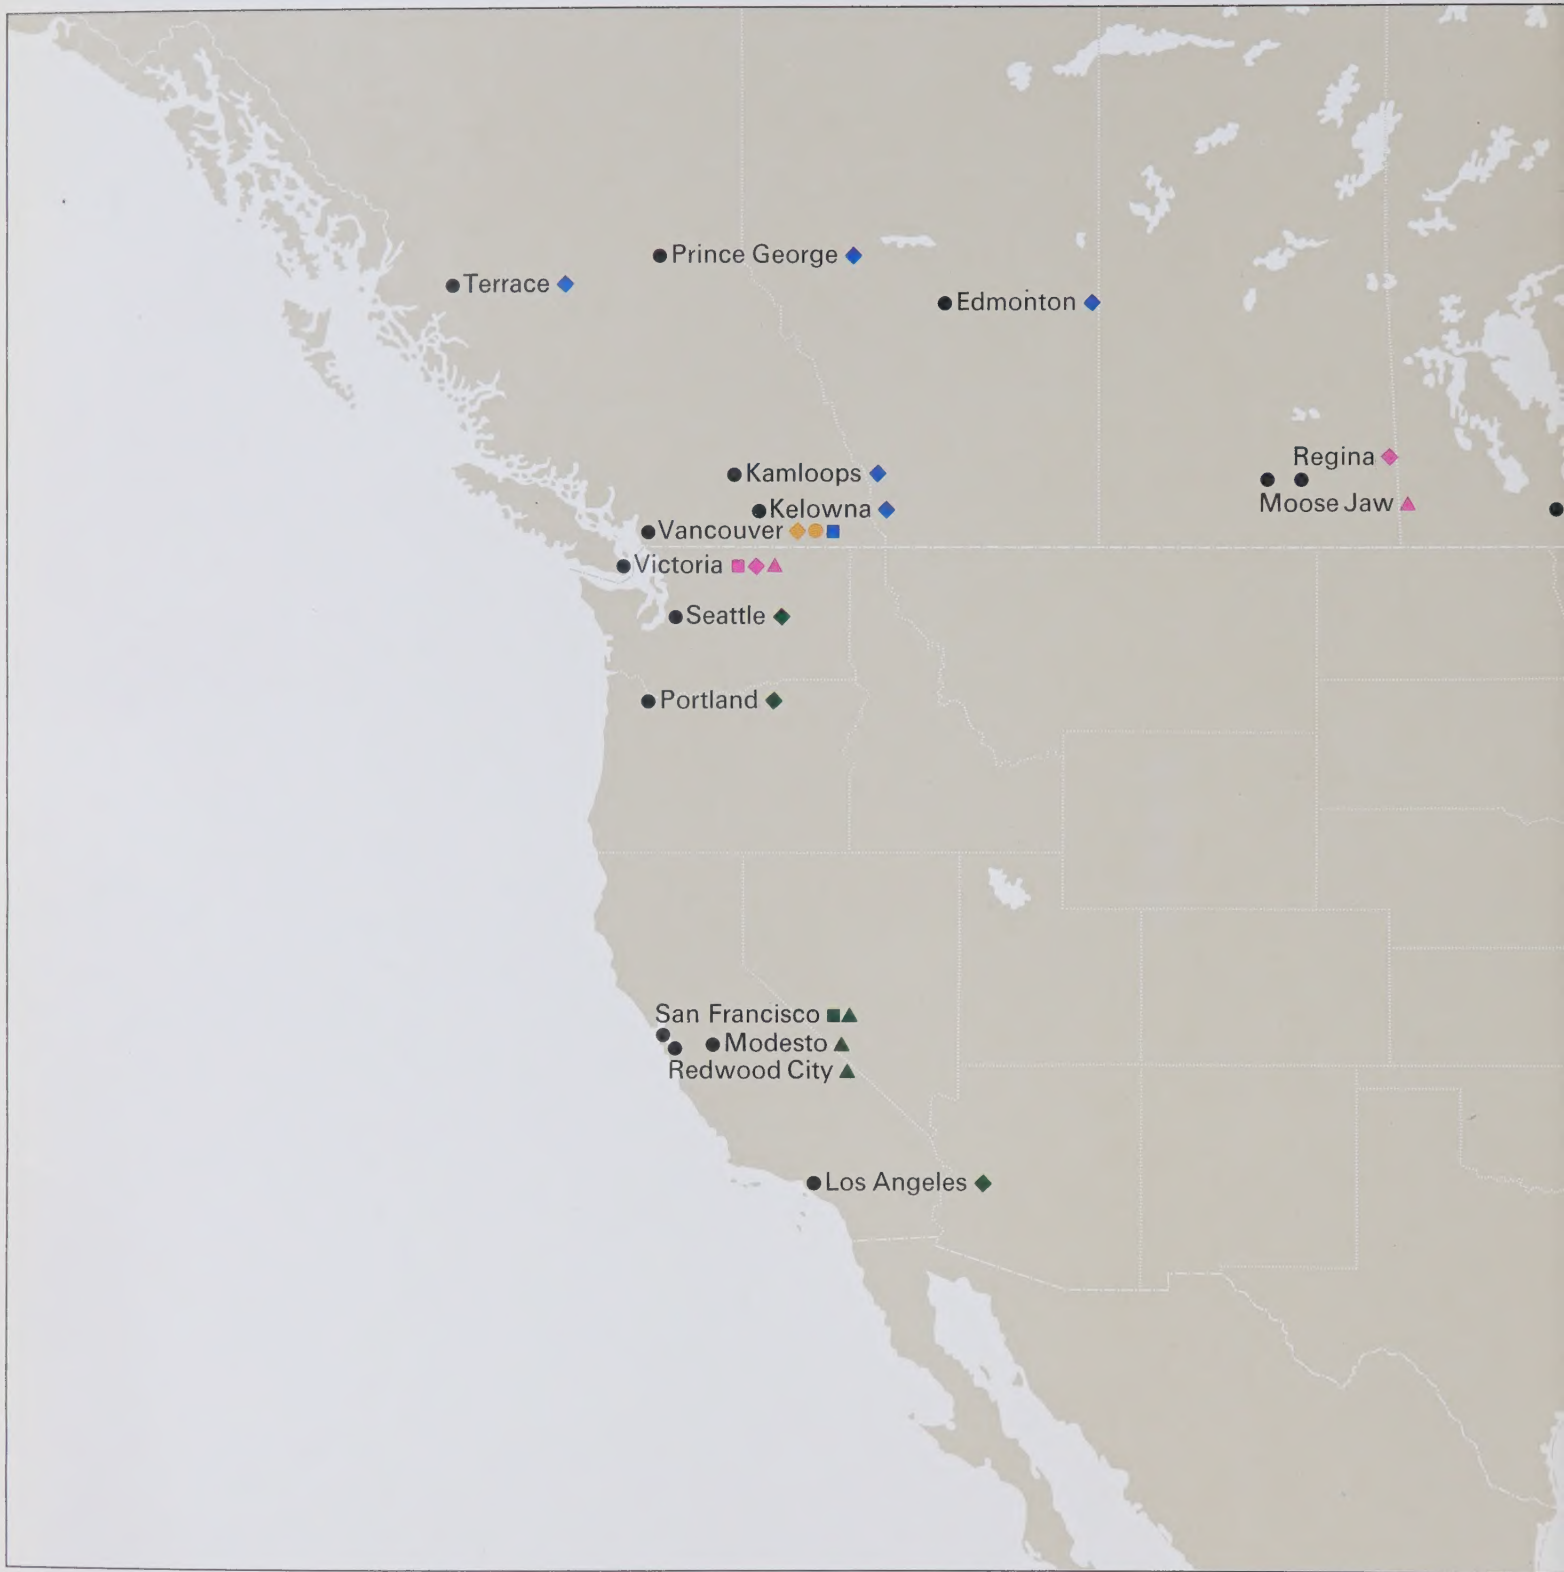 Prince George
Terrace
Edmonton
Regina
Kamloops
Moose Jaw
Kelowna
Vancouver
Victoria
Seattle
Portland
San Francisco
Modesto
Redwood City
Los Angeles